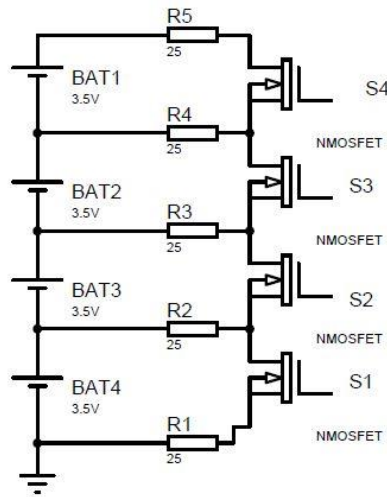 R5
25
S4
BAT1
3.5V
R4
25
NMOSFET
S3
BAT2
3.5V
R3
25
NMOSFET
BAT3
3.5V
S2
R2
25
NMOSFET
BAT4
3.5V
S1
R1
25
NMOSFET